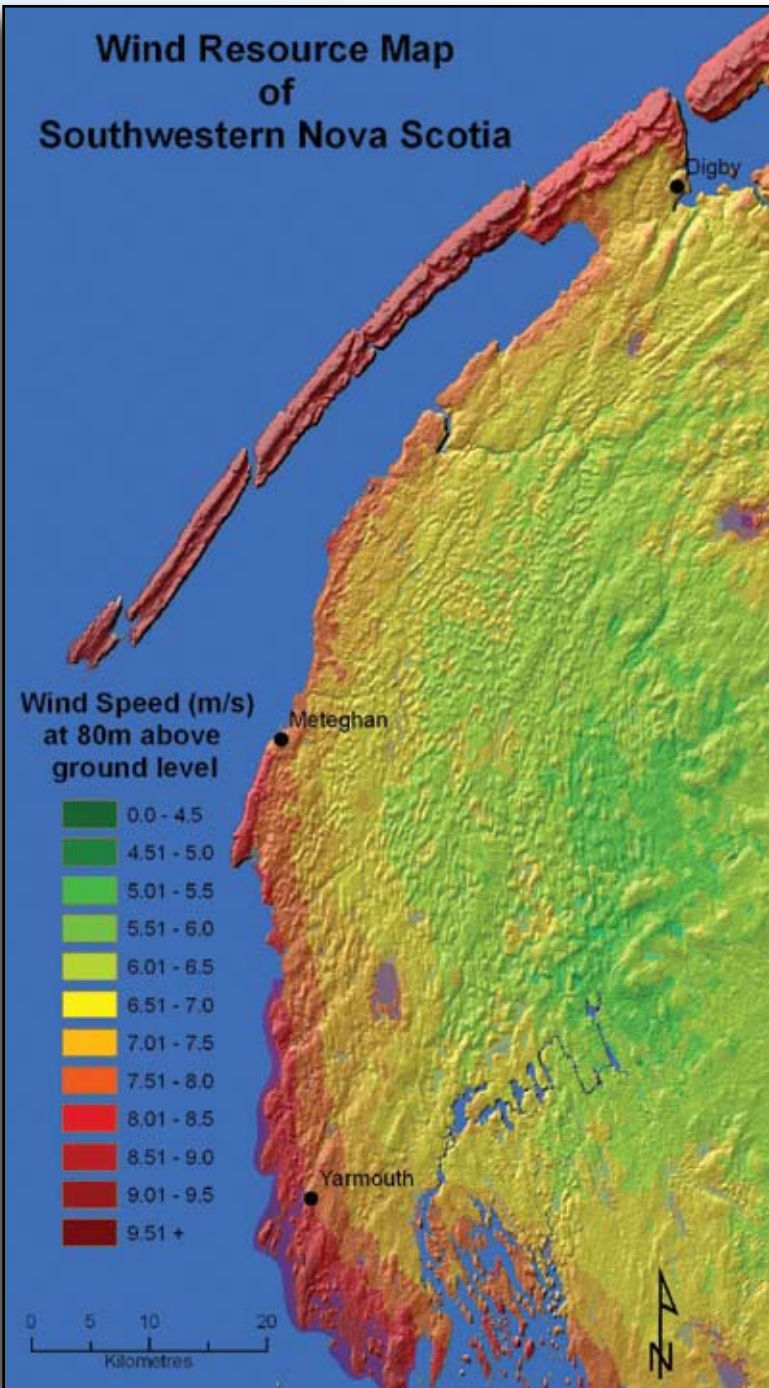 Wind Resource Map
of
Southwestern Nova Scotia
Digby
Meteghan
Wind Speed (m/s)
at 80m above
ground level
0.0 - 4.5
4.51 - 5.0
5.01 - 5.5
5.51 - 6.0
6.01 - 6.5
6.51 - 7.0
7.01 - 7.5
7.51 - 8.0
8.01 - 8.5
8.51 - 9.0
9.01 - 9.5
9.51 +
Yarmouth
0 5 10 20
Kilometres
N